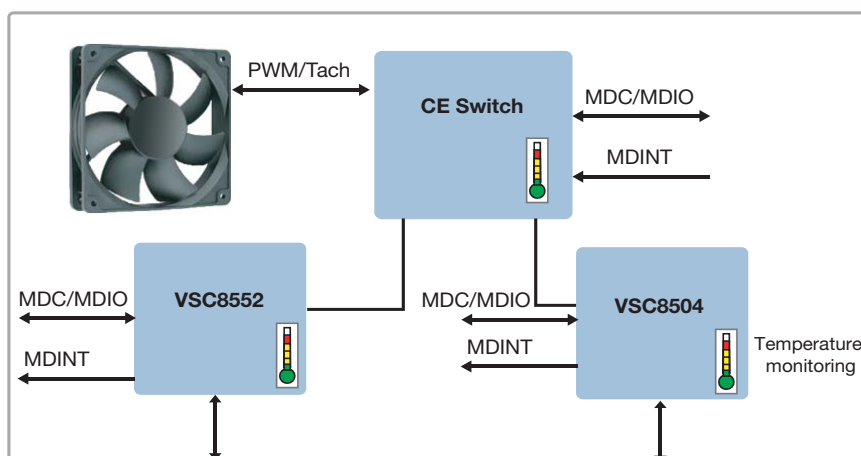 PWM/Tach
CE Switch
MDC/MDIO
MDINT
MDC/MDIO
VSC8552
MDINT
MDC/MDIO
VSC8504
MDINT
Temperature
monitoring